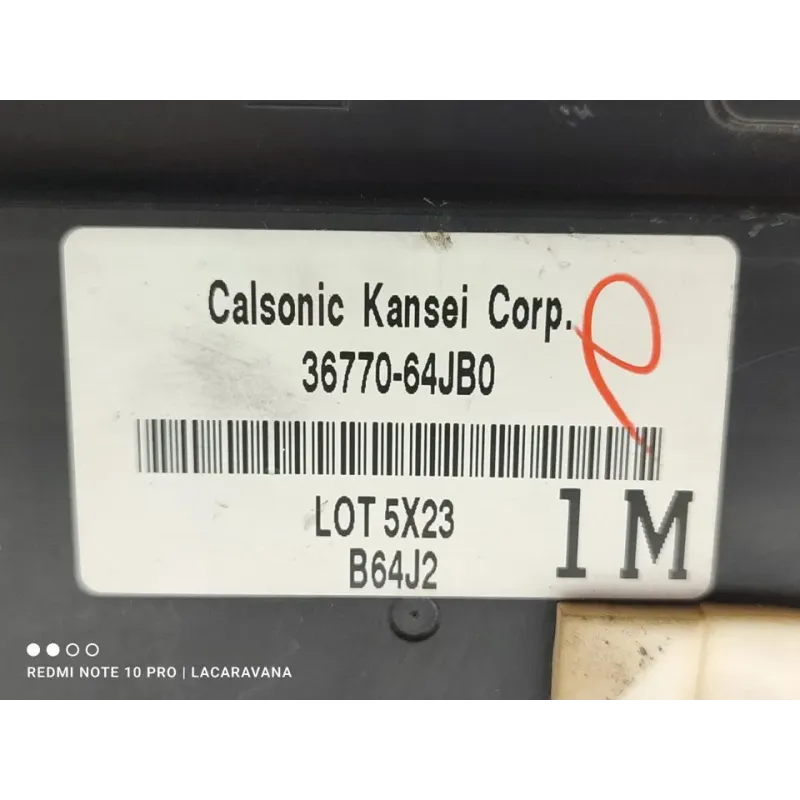 Calsonic Kansei Corp.
36770-64JB0
LOT 5X23
B64J2
1M
REDMI NOTE 10 PRO | LACARAVANA